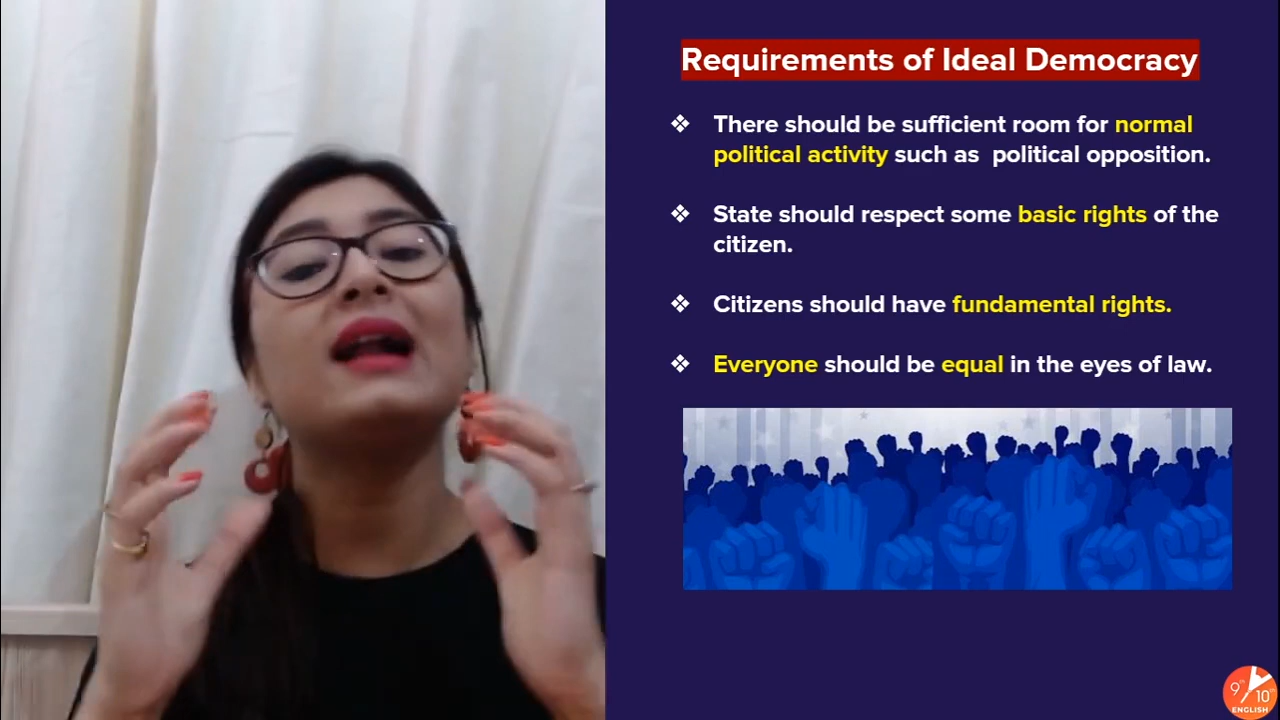 Requirements of Ideal Democracy
❖ There should be sufficient room for normal
political activity such as  political opposition.
❖ State should respect some basic rights of the
citizen.
❖ Citizens should have fundamental rights.
❖ Everyone should be equal in the eyes of law.
9th 10th
ENGLISH